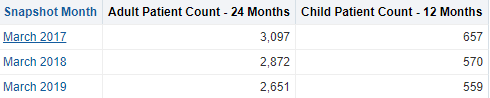 Snapshot Month Adult Patient Count - 24 Months Child Patient Count - 12 Months
March 2017 3,097 657
March 2018 2,872 570
March 2019 2,651 559